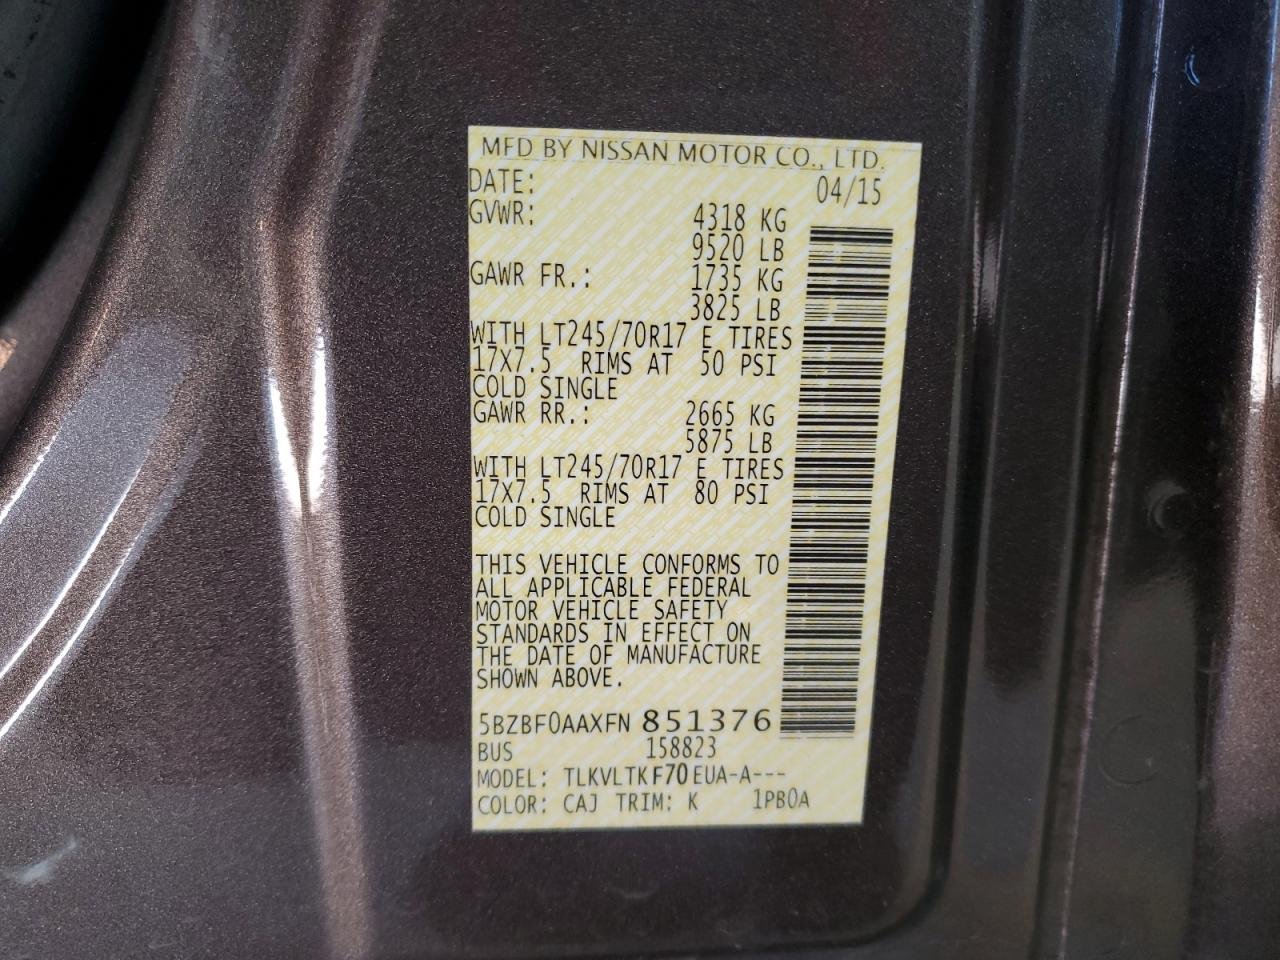 MFD BY NISSAN MOTOR CO., LTD.
DATE: 04/15
GVWR: 4318 KG
9520 LB
GAWR FR.: 1735 KG
3825 LB
WITH LT245/70R17 E TIRES
17X7.5 RIMS AT 50 PSI
COLD SINGLE
GAWR RR.: 2665 KG
5875 LB
WITH LT245/70R17 E TIRES
17X7.5 RIMS AT 80 PSI
COLD SINGLE
THIS VEHICLE CONFORMS TO
ALL APPLICABLE FEDERAL
MOTOR VEHICLE SAFETY
STANDARDS IN EFFECT ON
THE DATE OF MANUFACTURE
SHOWN ABOVE.
5BZBF0AAXFN 851376
BUS 158823
MODEL: TLKVLTK F70 EUA-A---
COLOR: CAJ TRIM: K 1PB0A